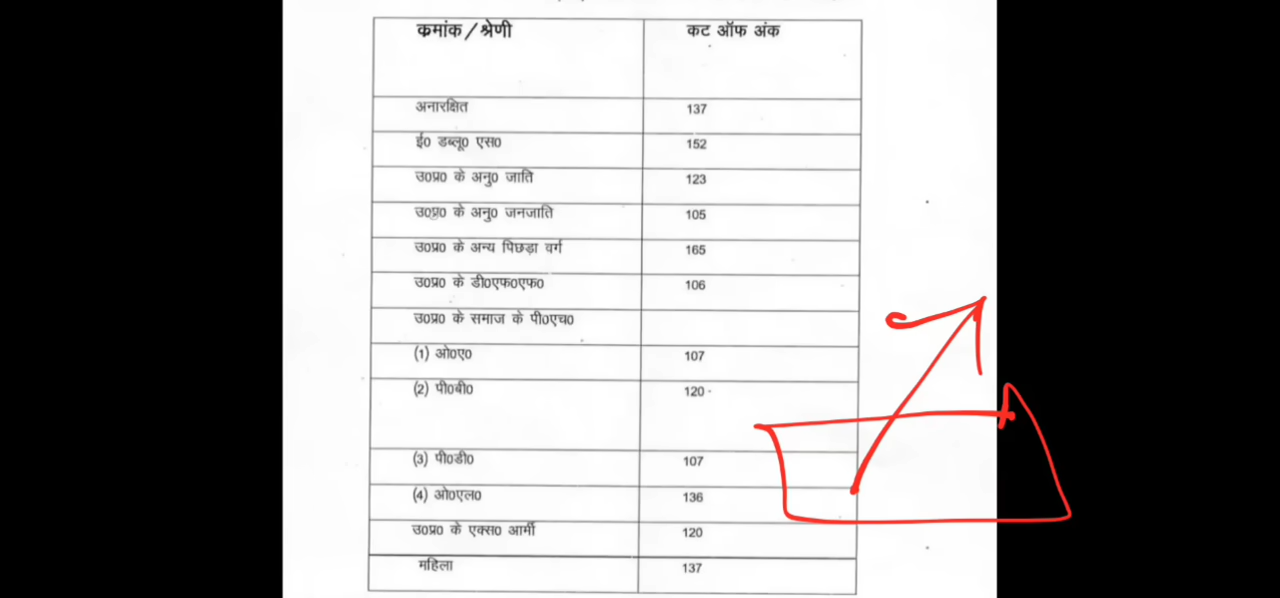 क्रमांक / श्रेणी कट ऑफ अंक
अनारक्षित 137
ई0 डब्लू0 एस0 152
उ0प्र0 के अनु0 जाति 123
उ0प्र0 के अनु0 जनजाति 105
उ0प्र0 के अन्य पिछड़ा वर्ग 165
उ0प्र0 के डी0एफ0एफ0 106
उ0प्र0 के समाज के पी0एच0
(1) ओ0ए0 107
(2) पी0बी0 120
(3) पी0डी0 107
(4) ओ0एल0 136
उ0प्र0 के एक्स0 आर्मी 120
महिला 137